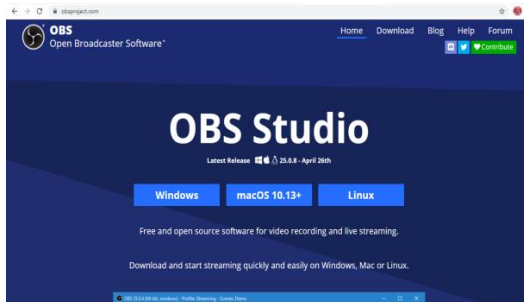 obsproject.com
OBS
Open Broadcaster Software®
Home Download Blog Help Forum
Contribute
OBS Studio
Latest Release 25.0.8 - April 26th
Windows macOS 10.13+ Linux
Free and open source software for video recording and live streaming.
Download and start streaming quickly and easily on Windows, Mac or Linux.